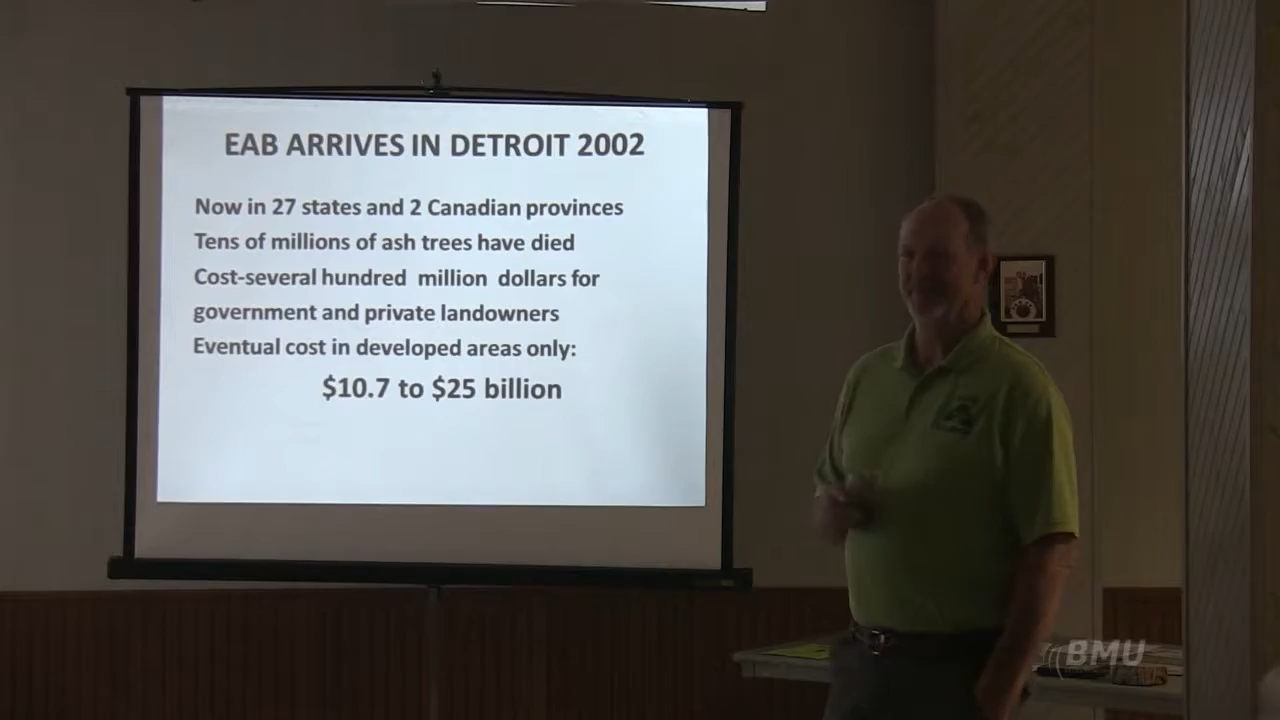 EAB ARRIVES IN DETROIT 2002
Now in 27 states and 2 Canadian provinces
Tens of millions of ash trees have died
Cost-several hundred million dollars for
government and private landowners
Eventual cost in developed areas only:
$10.7 to $25 billion
BMU